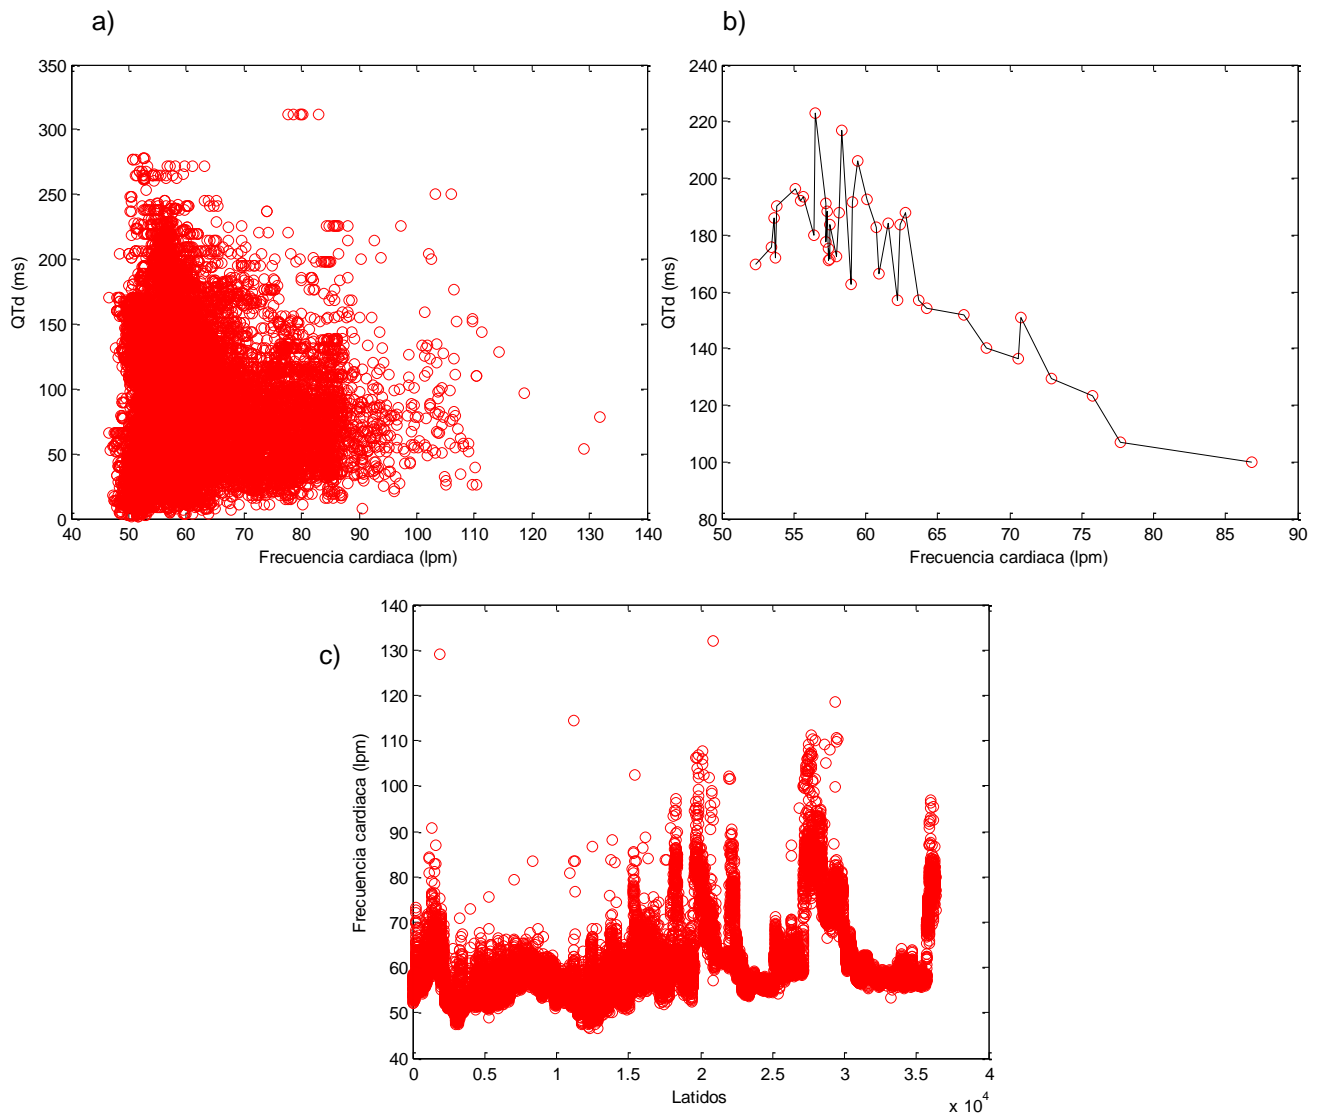 a)
350
300
250
200
150
100
50
0
QTd (ms)
40 50 60 70 80 90 100 110 120 130 140
Frecuencia cardiaca (lpm)
b)
240
220
200
180
160
140
120
100
80
QTd (ms)
50 55 60 65 70 75 80 85 90
Frecuencia cardiaca (lpm)
c)
140
130
120
110
100
90
80
70
60
50
40
Frecuencia cardiaca (lpm)
0 0.5 1 1.5 2 2.5 3 3.5 4
Latidos
x 10^4